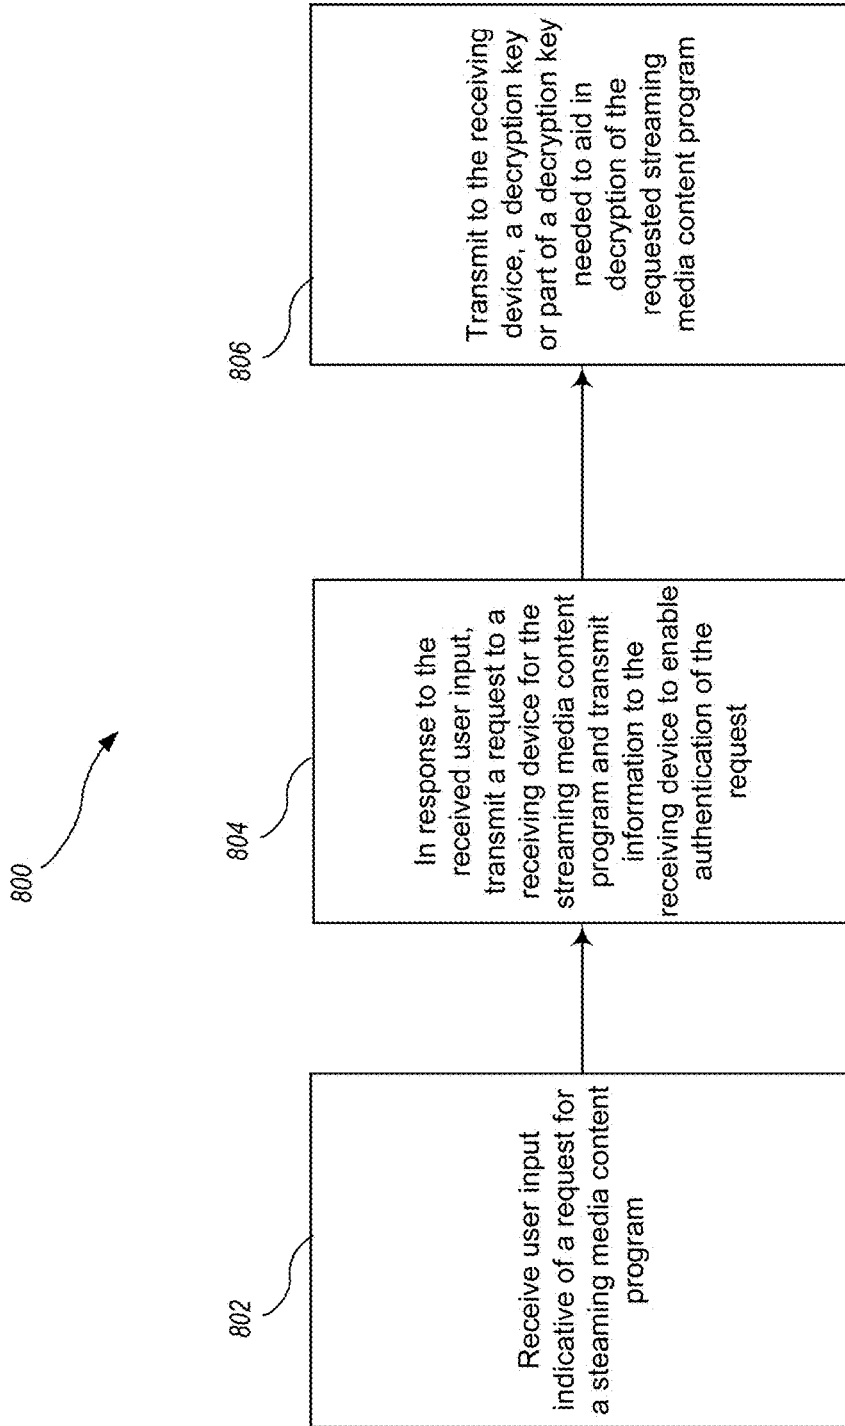 800
802
Receive user input
indicative of a request for
a steaming media content
program
804
In response to the
received user input,
transmit a request to a
receiving device for the
streaming media content
program and transmit
information to the
receiving device to enable
authentication of the
request
806
Transmit to the receiving
device, a decryption key
or part of a decryption key
needed to aid in
decryption of the
requested streaming
media content program